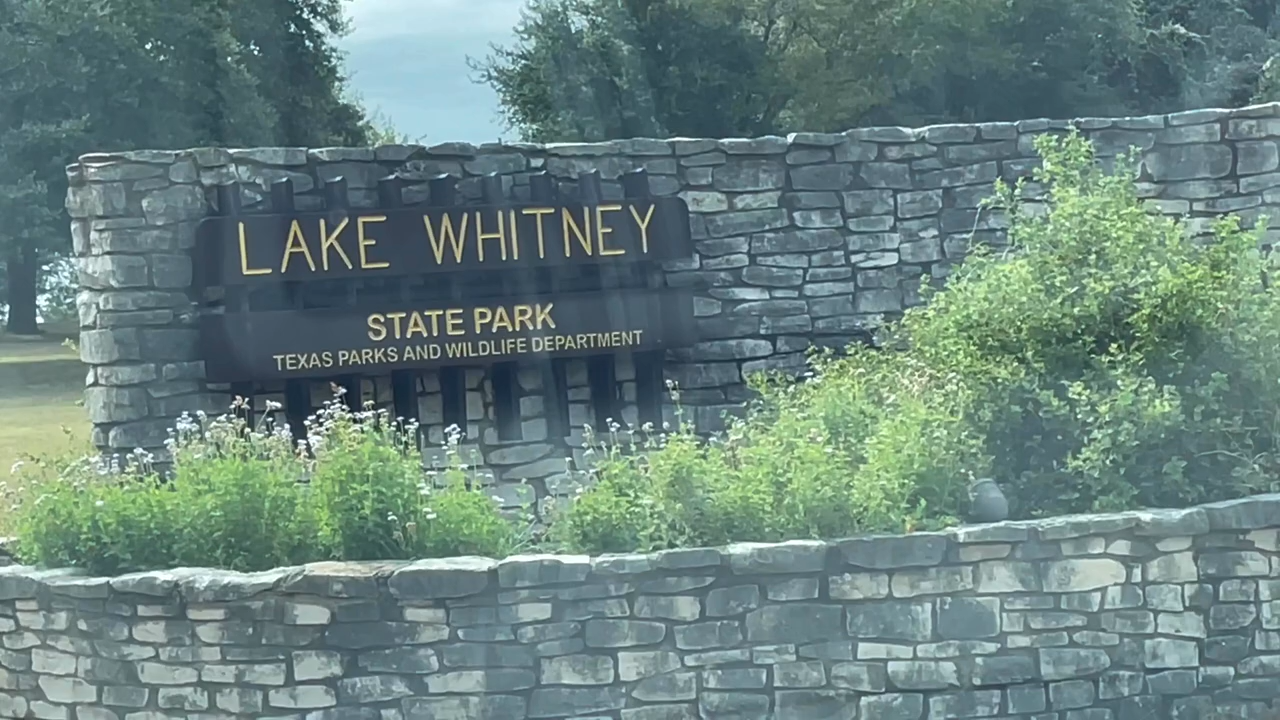 LAKE WHITNEY
STATE PARK
TEXAS PARKS AND WILDLIFE DEPARTMENT